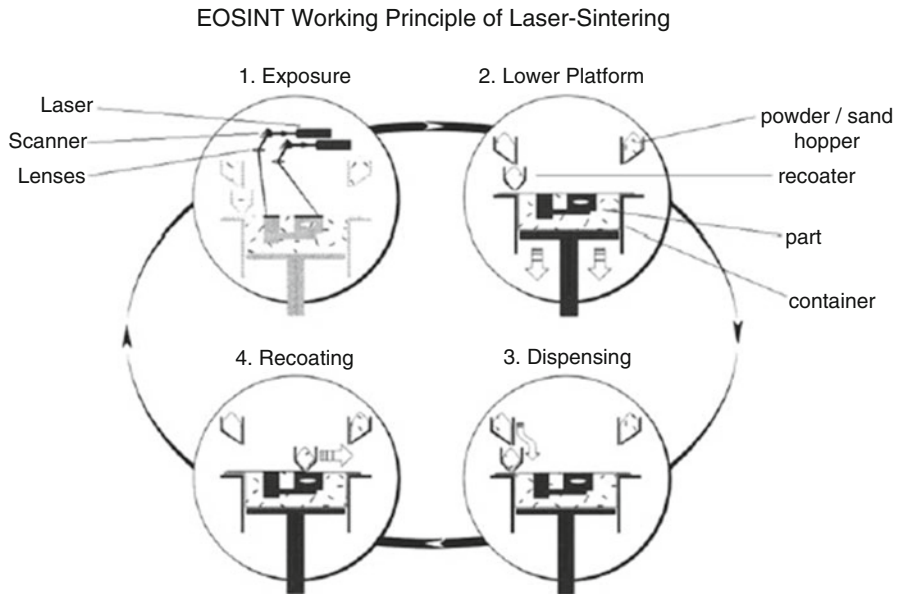 EOSINT Working Principle of Laser-Sintering
1. Exposure
2. Lower Platform
Laser
Scanner
Lenses
powder / sand
hopper
recoater
part
container
4. Recoating
3. Dispensing